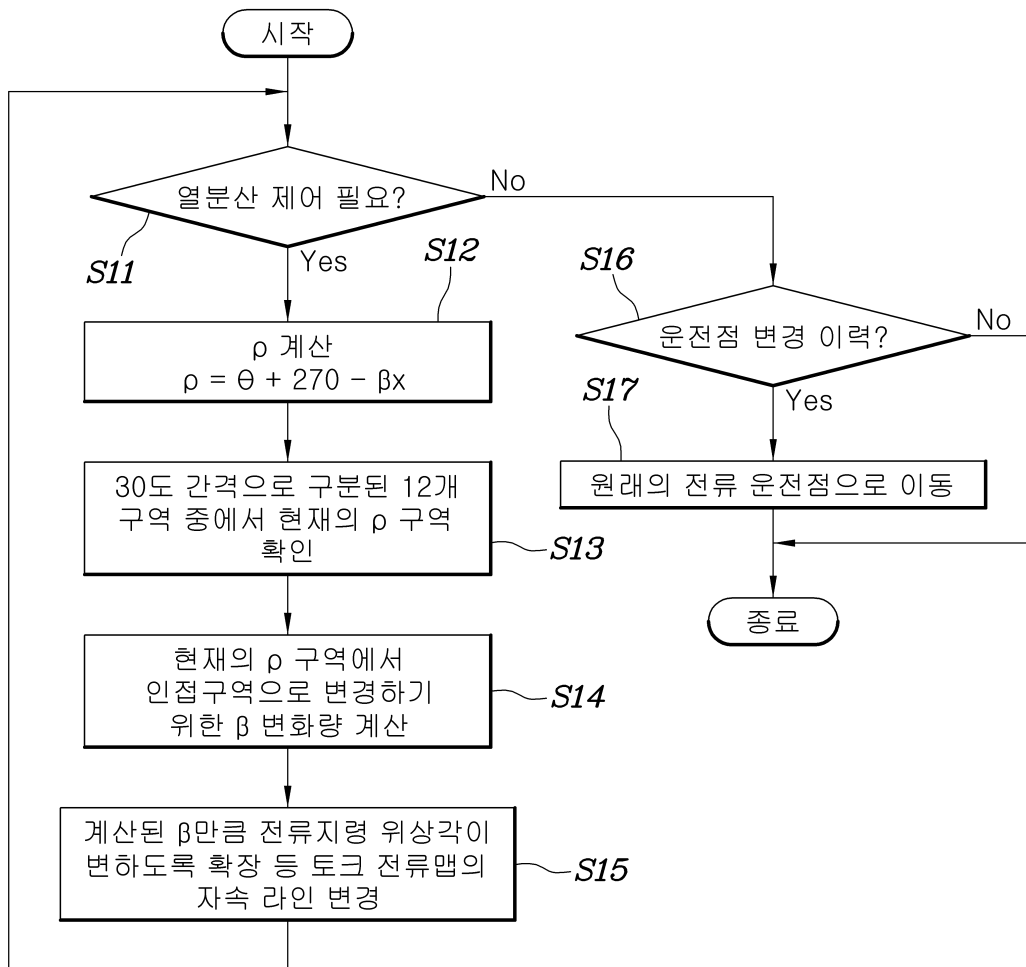 시작
열분산 제어 필요?
No
S11
Yes
S12
ρ 계산
ρ = Θ + 270 − βx
30도 간격으로 구분된 12개
구역 중에서 현재의 ρ 구역
확인
S13
현재의 ρ 구역에서
인접구역으로 변경하기
위한 β 변화량 계산
S14
계산된 β만큼 전류지령 위상각이
변하도록 확장 등 토크 전류맵의
자속 라인 변경
S15
S16
운전점 변경 이력?
No
Yes
S17
원래의 전류 운전점으로 이동
종료